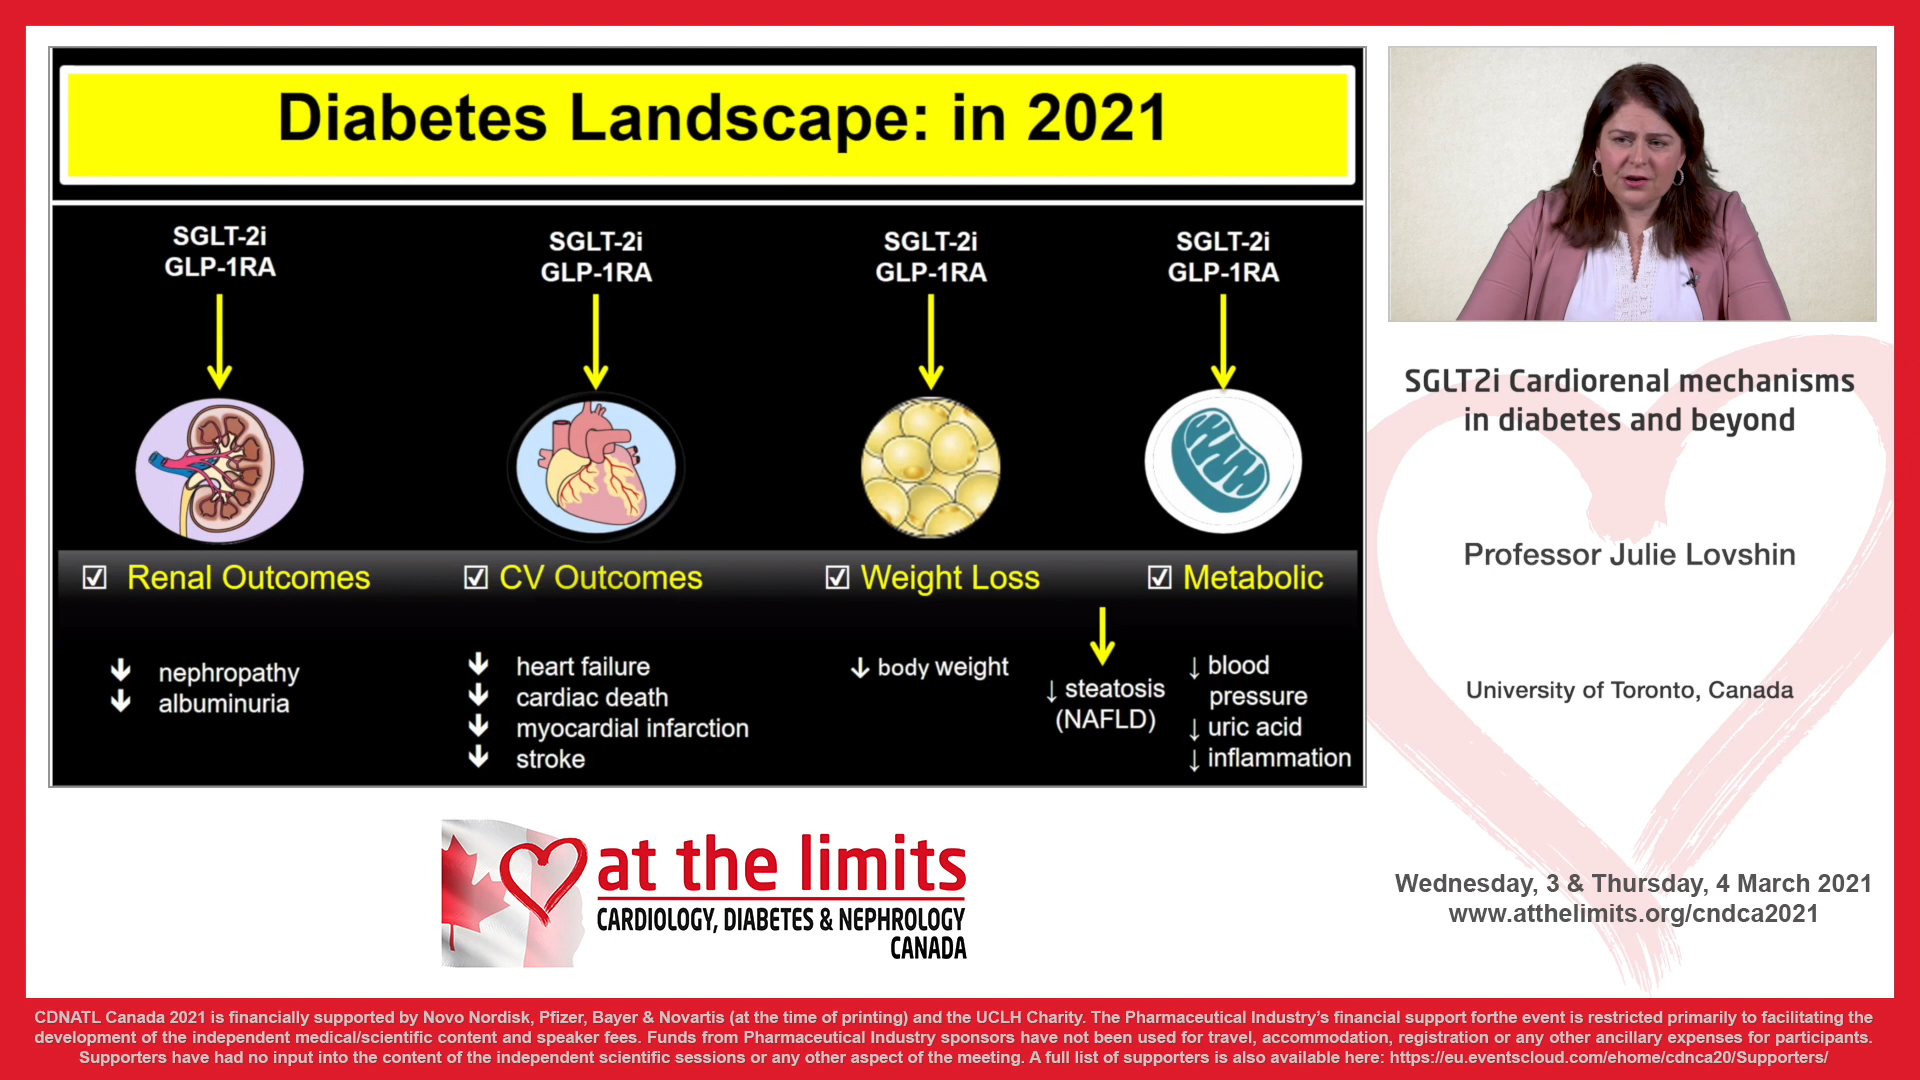 Diabetes Landscape: in 2021
SGLT-2i
GLP-1RA
SGLT-2i
GLP-1RA
SGLT-2i
GLP-1RA
SGLT-2i
GLP-1RA
☑ Renal Outcomes
☑ CV Outcomes
☑ Weight Loss
☑ Metabolic
↓ nephropathy
↓ albuminuria
↓ heart failure
↓ cardiac death
↓ myocardial infarction
↓ stroke
↓ body weight
↓ steatosis
(NAFLD)
↓ blood
pressure
↓ uric acid
↓ inflammation
SGLT2i Cardiorenal mechanisms
in diabetes and beyond
Professor Julie Lovshin
University of Toronto, Canada
Wednesday, 3 & Thursday, 4 March 2021
www.atthelimits.org/cndca2021
at the limits
CARDIOLOGY, DIABETES & NEPHROLOGY
CANADA
CDNATL Canada 2021 is financially supported by Novo Nordisk, Pfizer, Bayer & Novartis (at the time of printing) and the UCLH Charity. The Pharmaceutical Industry's financial support forthe event is restricted primarily to facilitating the
development of the independent medical/scientific content and speaker fees. Funds from Pharmaceutical Industry sponsors have not been used for travel, accommodation, registration or any other ancillary expenses for participants.
Supporters have had no input into the content of the independent scientific sessions or any other aspect of the meeting. A full list of supporters is also available here: https://eu.eventscloud.com/ehome/cdnca20/Supporters/